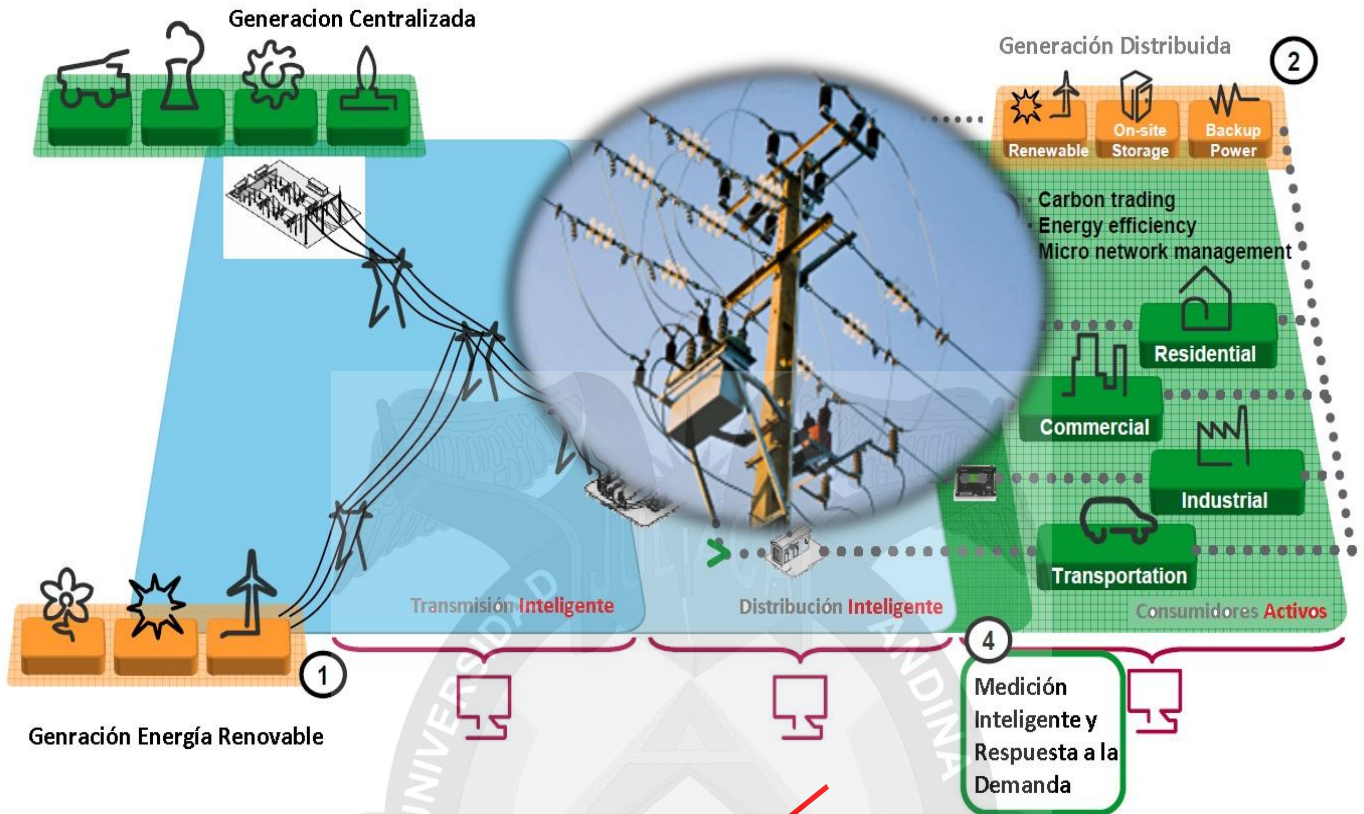 Generacion Centralizada
Generación Distribuida
2
Renewable
On-site
Storage
Backup
Power
Carbon trading
Energy efficiency
Micro network management
Residential
Commercial
Industrial
Transportation
Transmisión Inteligente
Distribución Inteligente
Consumidores Activos
1
Genración Energía Renovable
4
Medición
Inteligente y
Respuesta a la
Demanda
UNIVERSIDAD
ANDINA